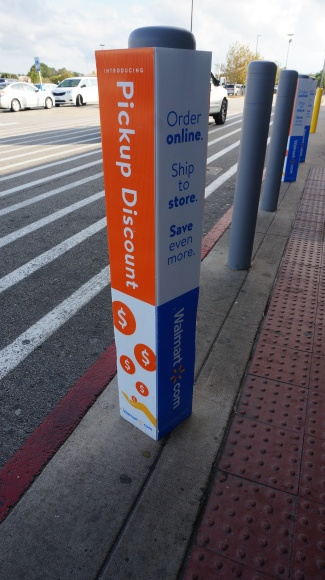 INTRODUCING
Pickup Discount
$
$
$
$
$
Order
online.
Ship
to
store.
Save
even
more.
Walmart.com